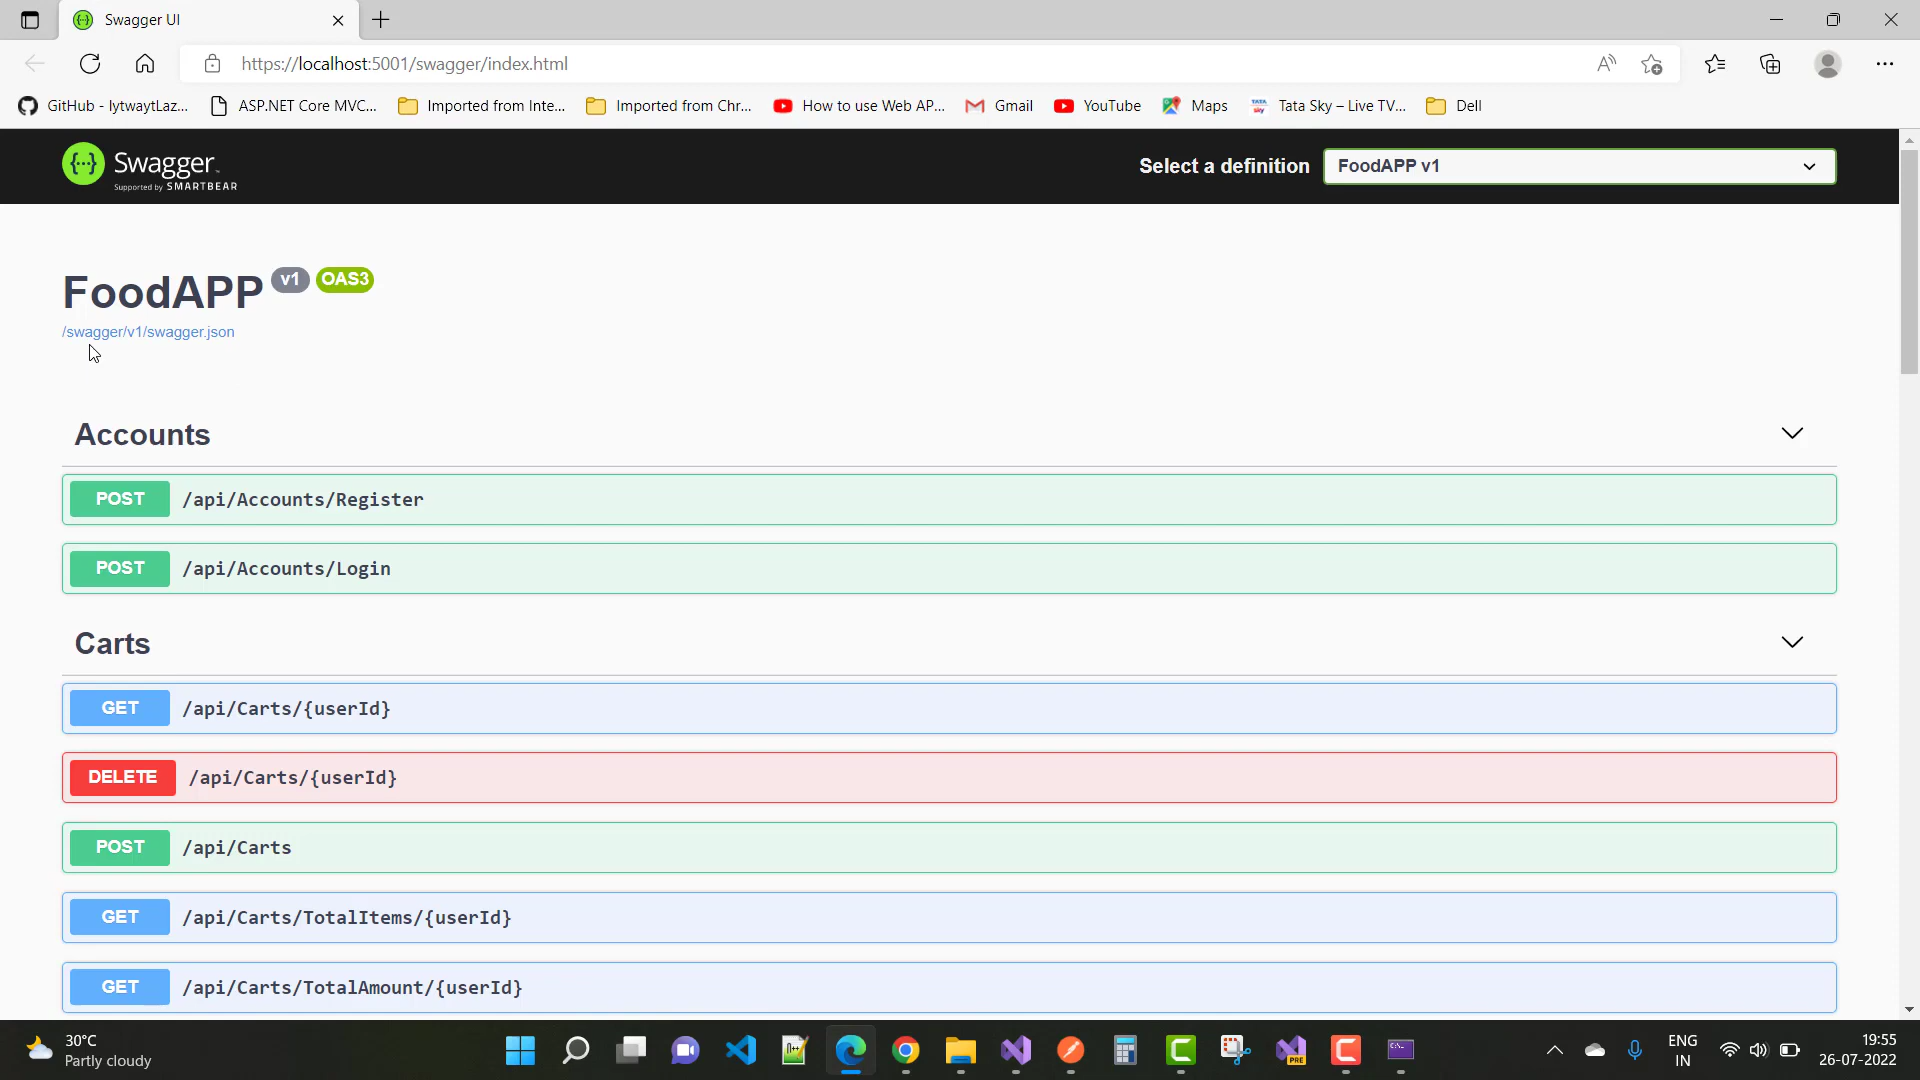 Swagger UI
https://localhost:5001/swagger/index.html
GitHub - lytwaytLaz... ASP.NET Core MVC... Imported from Inte... Imported from Chr... How to use Web AP... Gmail YouTube Maps Tata Sky – Live TV... Dell
Swagger
Supported by SMARTBEAR
Select a definition FoodAPP v1
FoodAPP v1 OAS3
/swagger/v1/swagger.json
Accounts
POST /api/Accounts/Register
POST /api/Accounts/Login
Carts
GET /api/Carts/{userId}
DELETE /api/Carts/{userId}
POST /api/Carts
GET /api/Carts/TotalItems/{userId}
GET /api/Carts/TotalAmount/{userId}
30°C
Partly cloudy
PRE
ENG
IN
19:55
26-07-2022